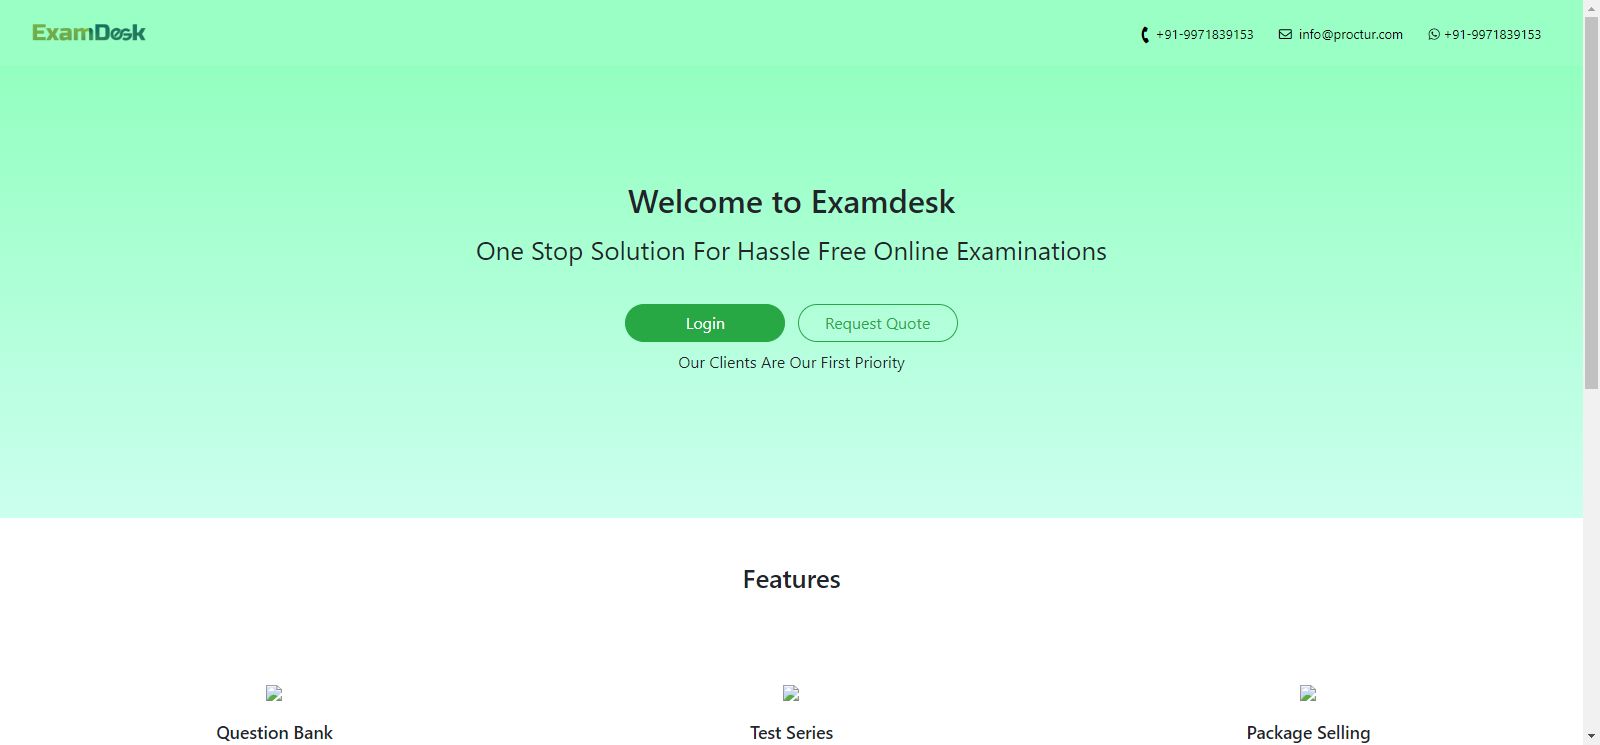 ExamDesk
+91-9971839153 info@proctur.com +91-9971839153
Welcome to Examdesk
One Stop Solution For Hassle Free Online Examinations
Login Request Quote
Our Clients Are Our First Priority
Features
Question Bank Test Series Package Selling